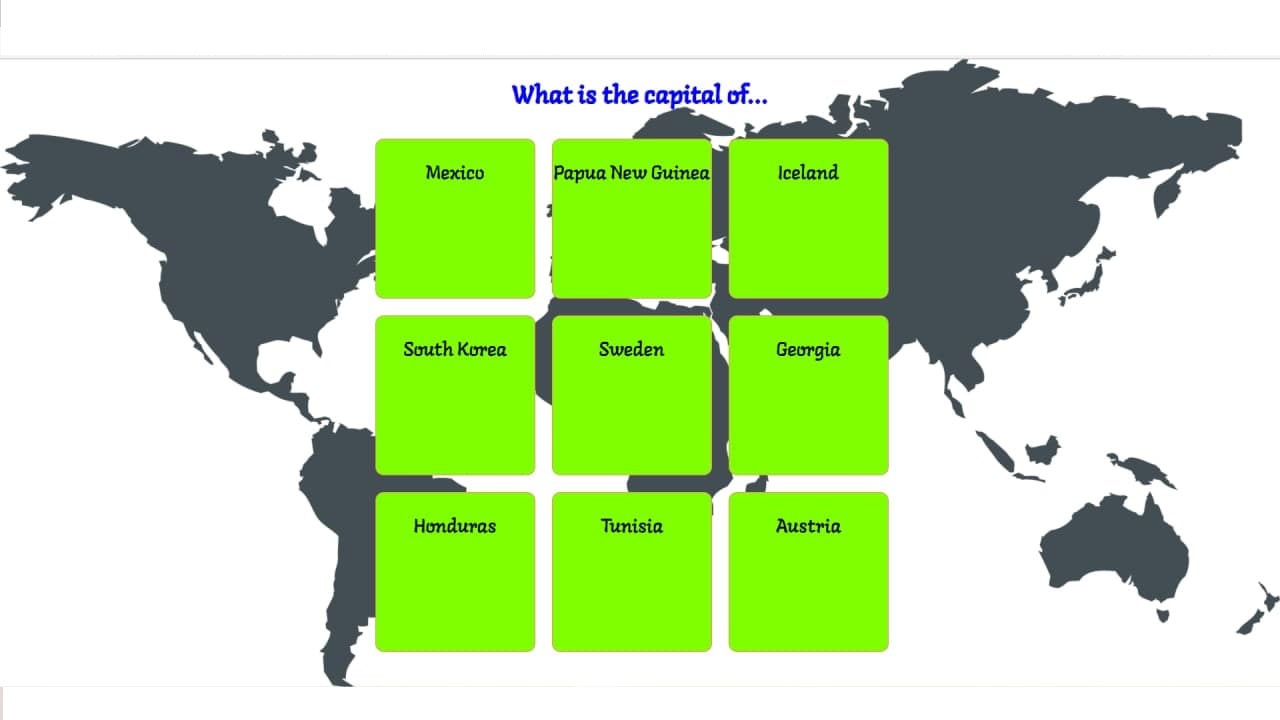 What is the capital of...
Mexico
Papua New Guinea
Iceland
South Korea
Sweden
Georgia
Honduras
Tunisia
Austria